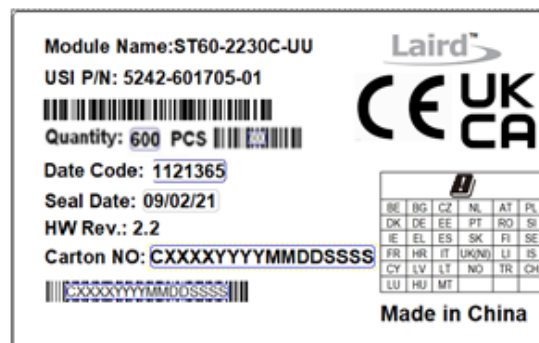 Module Name:ST60-2230C-UU
Laird™
USI P/N: 5242-601705-01
CE UK
CA
Quantity: 600 PCS
Date Code: 1121365
Seal Date: 09/02/21
HW Rev.: 2.2
Carton NO: CXXXXYYYYMMDDSSSS
CXXXXYYYYMMDDSSSS
BE BG CZ NL AT PL
DK DE EE PT RO SI
IE EL ES SK FI SE
FR HR IT UK(NI) LI IS
CY LV LT NO TR CH
LU HU MT
Made in China